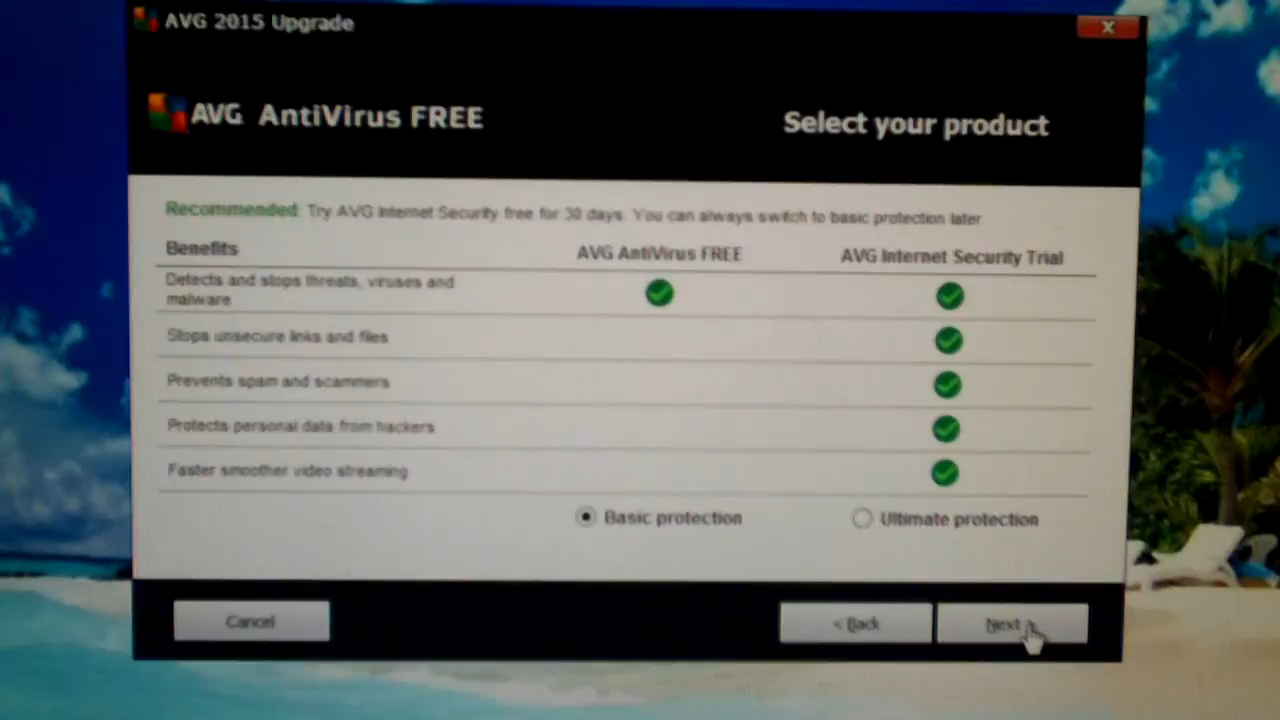 AVG 2015 Upgrade
AVG AntiVirus FREE
Select your product
Recommended: Try AVG Internet Security free for 30 days. You can always switch to basic protection later
Benefits
AVG AntiVirus FREE
AVG Internet Security Trial
Detects and stops threats, viruses and
malware
Stops unsecure links and files
Prevents spam and scammers
Protects personal data from hackers
Faster smoother video streaming
Basic protection
Ultimate protection
Cancel
< Back
Next >